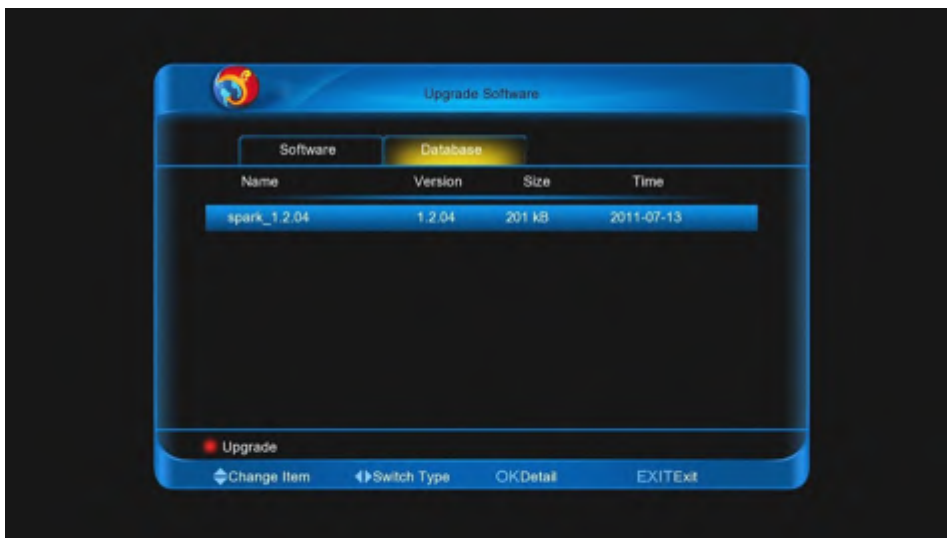 Upgrade Software
Software Database
Name Version Size Time
spark_1.2.04 1.2.04 201 kB 2011-07-13
Upgrade
Change Item Switch Type OKDetail EXITExit